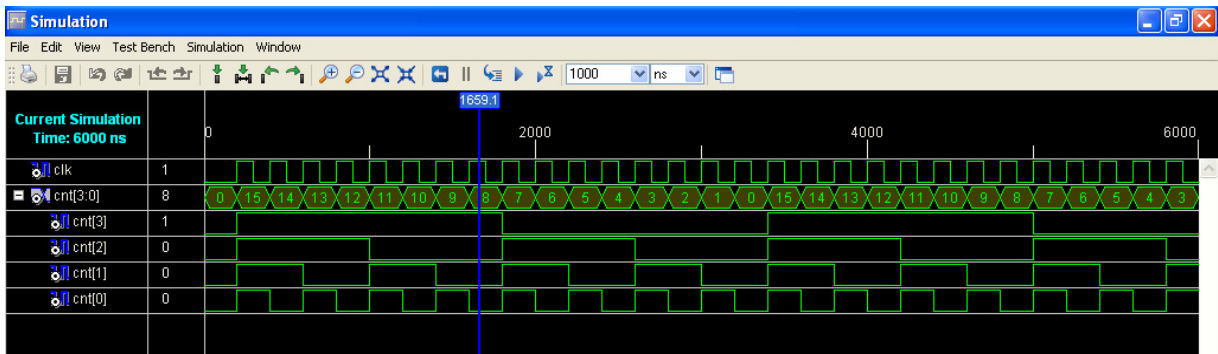 Simulation
File Edit View Test Bench Simulation Window
1000 ns
1659.1
Current Simulation
Time: 6000 ns
0 2000 4000 6000
clk 1
cnt[3:0] 8 0 15 14 13 12 11 10 9 8 7 6 5 4 3 2 1 0 15 14 13 12 11 10 9 8 7 6 5 4 3
cnt[3] 1
cnt[2] 0
cnt[1] 0
cnt[0] 0